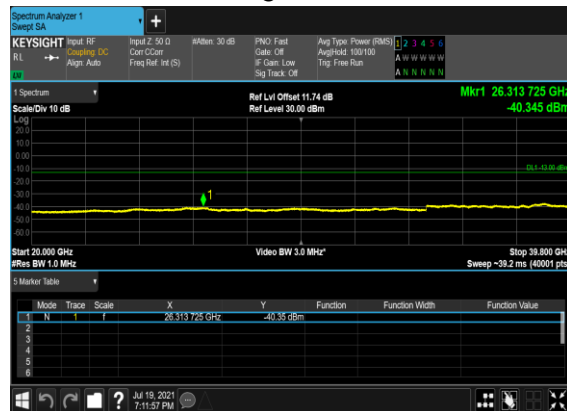 Spectrum Analyzer 1
Swept SA
KEYSIGHT Input: RF Input Z: 50 Ω #Atten: 30 dB PNO: Fast Avg Type: Power (RMS) 1 2 3 4 5 6
RL Coupling: DC Corr CCorr Gate: Off Avg|Hold: 100/100 A W W W W W
Align: Auto Freq Ref: Int (S) IF Gain: Low Trig: Free Run
Sig Track: Off A N N N N N
1 Spectrum Ref Lvl Offset 11.74 dB Mkr1 26.313 725 GHz
Scale/Div 10 dB Ref Level 30.00 dBm -40.345 dBm
Log
20.0
10.0
0.00
-10.0 DL1 -13.00 dBm
-20.0
-30.0
1
-40.0
-50.0
-60.0
Start 20.000 GHz Video BW 3.0 MHz* Stop 39.800 GHz
#Res BW 1.0 MHz Sweep ~39.2 ms (40001 pts)
5 Marker Table
Mode Trace Scale X Y Function Function Width Function Value
1 N 1 f 26.313 725 GHz -40.35 dBm
2
3
4
5
6
? Jul 19, 2021
7:11:57 PM